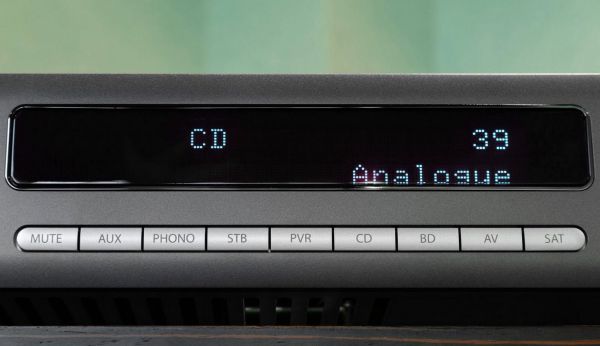 CD 39
Analogue
MUTE AUX PHONO STB PVR CD BD AV SAT